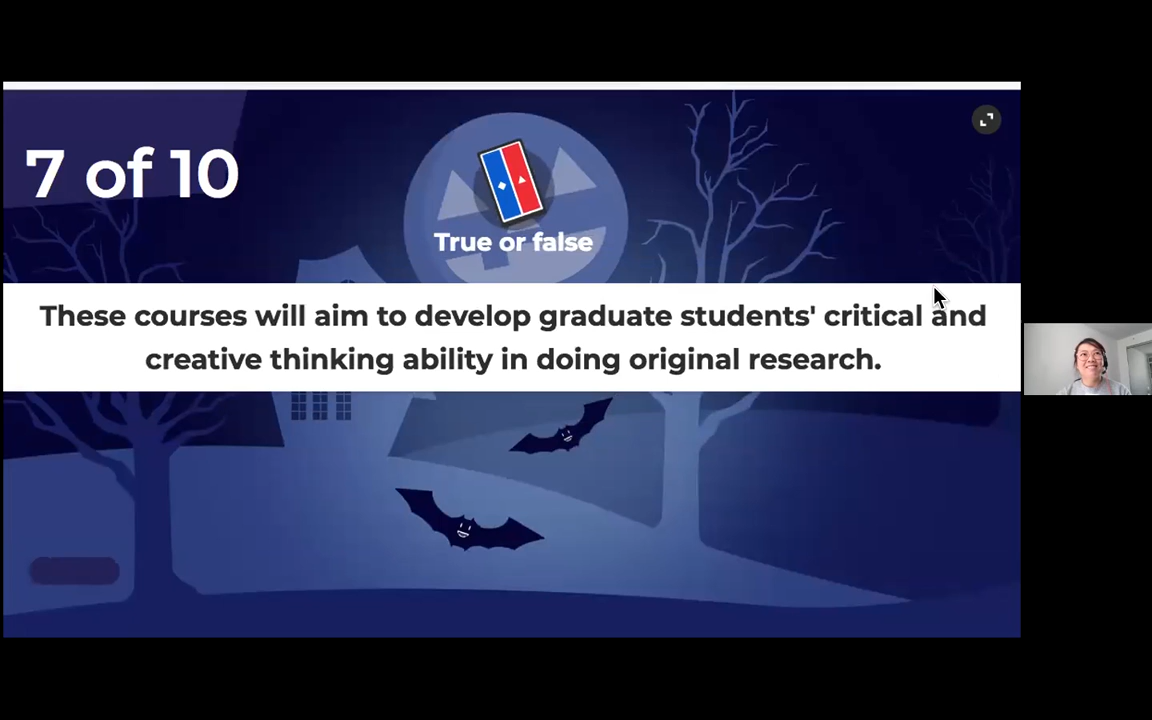 7 of 10
True or false
These courses will aim to develop graduate students' critical and
creative thinking ability in doing original research.